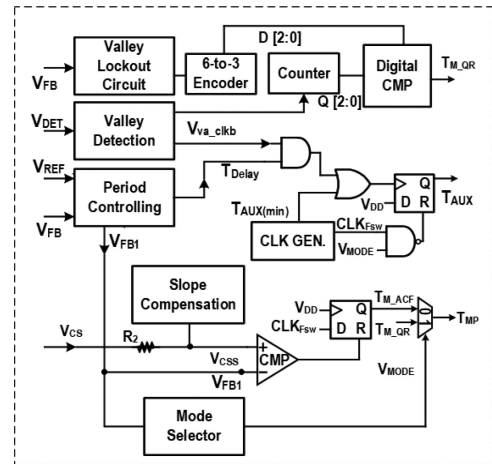 D [2:0]
V_FB
Valley
Lockout
Circuit
6-to-3
Encoder
Counter
Digital
CMP
T_M_QR
Q [2:0]
V_DET
Valley
Detection
V_va_clkb
V_REF
Period
Controlling
T_Delay
V_FB
V_FB1
T_AUX(min)
CLK GEN.
CLK_Fsw
V_MODE
V_DD
D
Q
R
T_AUX
Slope
Compensation
V_CS
R_2
V_CSS
V_FB1
CMP
V_DD
CLK_Fsw
D
Q
R
T_M_ACF
T_M_QR
0
1
T_MP
V_MODE
Mode
Selector